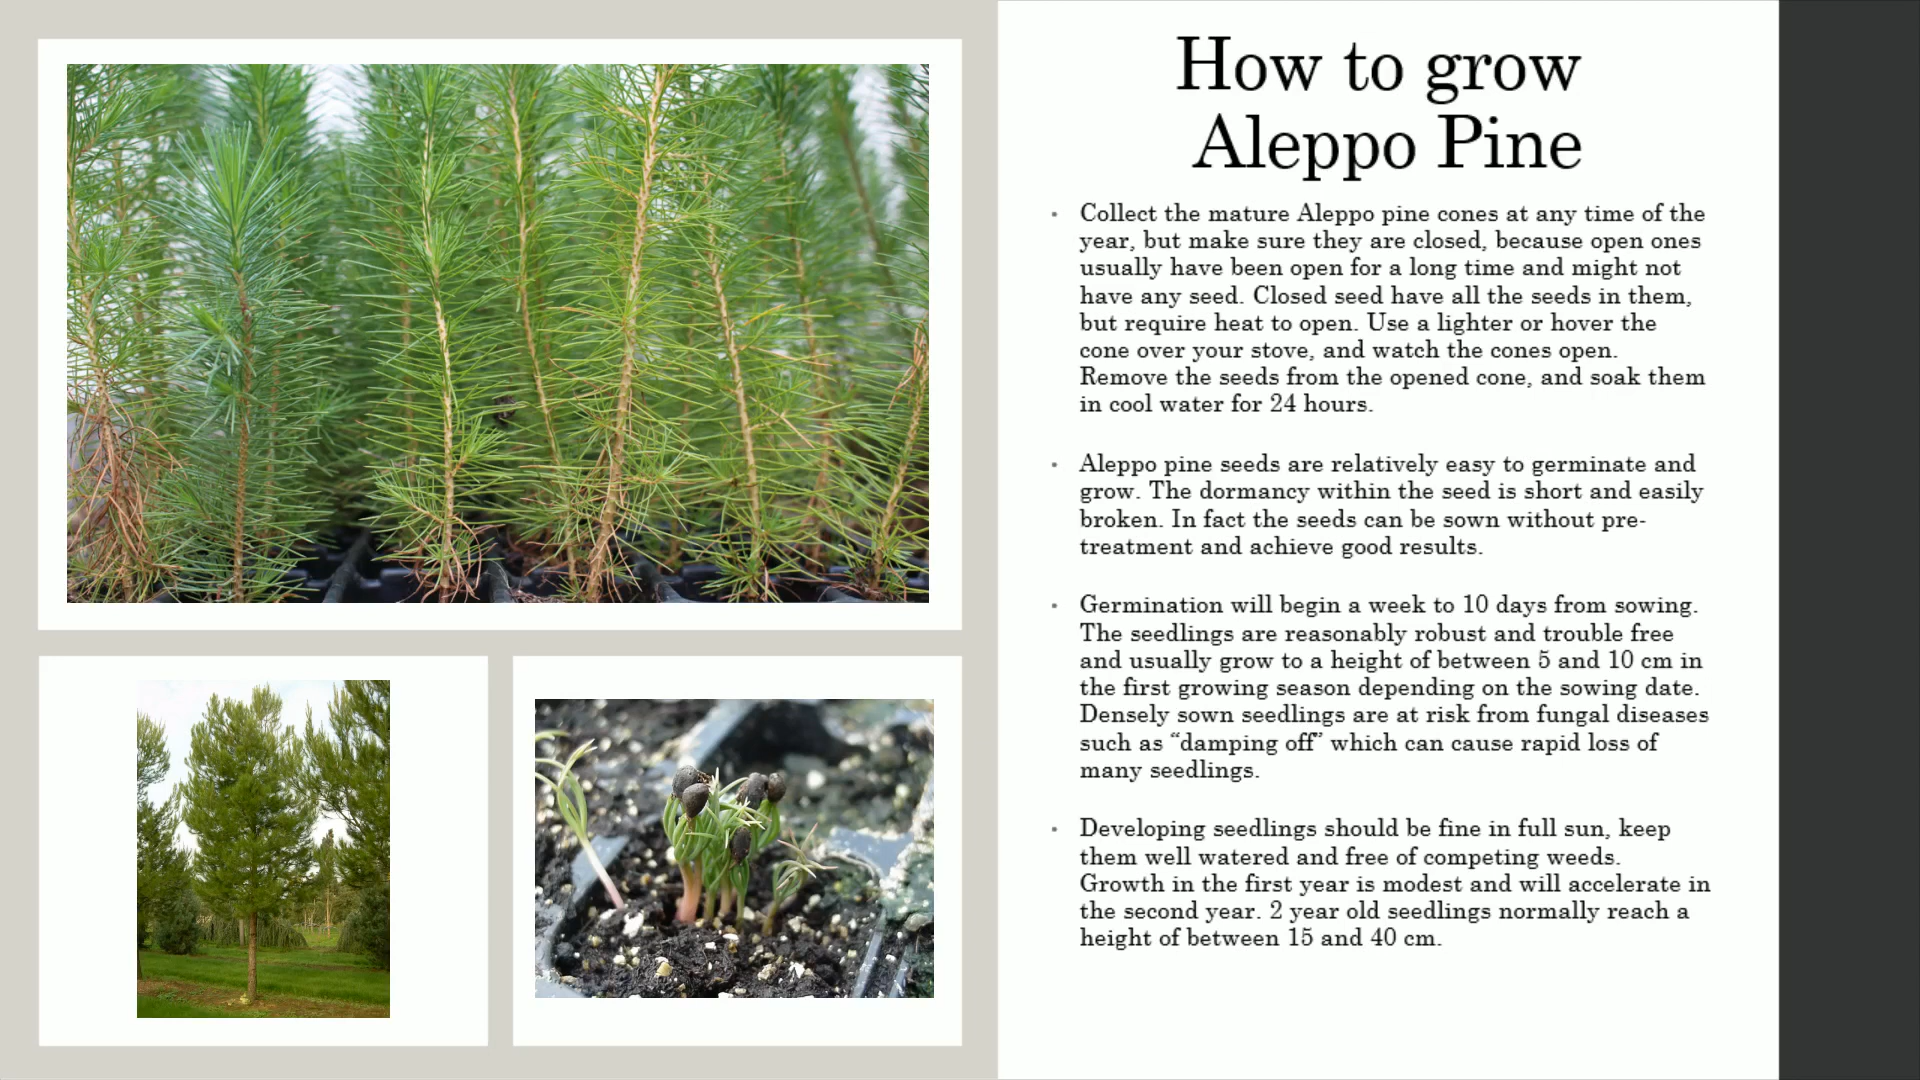 How to grow
Aleppo Pine
• Collect the mature Aleppo pine cones at any time of the
year, but make sure they are closed, because open ones
usually have been open for a long time and might not
have any seed. Closed seed have all the seeds in them,
but require heat to open. Use a lighter or hover the
cone over your stove, and watch the cones open.
Remove the seeds from the opened cone, and soak them
in cool water for 24 hours.
• Aleppo pine seeds are relatively easy to germinate and
grow. The dormancy within the seed is short and easily
broken. In fact the seeds can be sown without pre-
treatment and achieve good results.
• Germination will begin a week to 10 days from sowing.
The seedlings are reasonably robust and trouble free
and usually grow to a height of between 5 and 10 cm in
the first growing season depending on the sowing date.
Densely sown seedlings are at risk from fungal diseases
such as “damping off” which can cause rapid loss of
many seedlings.
• Developing seedlings should be fine in full sun, keep
them well watered and free of competing weeds.
Growth in the first year is modest and will accelerate in
the second year. 2 year old seedlings normally reach a
height of between 15 and 40 cm.